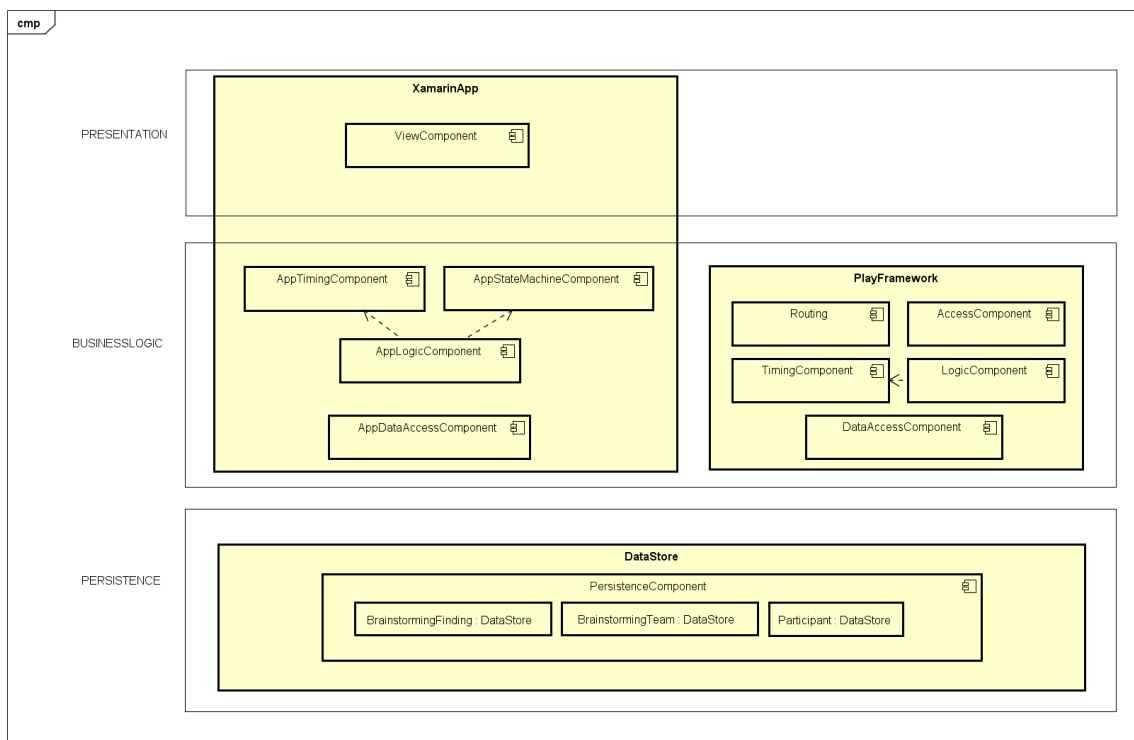 cmp
XamarinApp
PRESENTATION
ViewComponent
AppTimingComponent
AppStateMachineComponent
PlayFramework
Routing
AccessComponent
BUSINESSLOGIC
AppLogicComponent
TimingComponent
LogicComponent
AppDataAccessComponent
DataAccessComponent
DataStore
PERSISTENCE
PersistenceComponent
BrainstormingFinding : DataStore
BrainstormingTeam : DataStore
Participant : DataStore